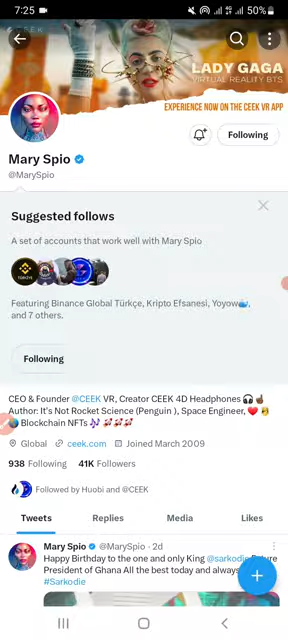 7:25
50%
CEEK
LADY GAGA
VIRTUAL REALITY BTS
EXPERIENCE NOW ON THE CEEK VR APP
Following
Mary Spio
@MarySpio
Suggested follows
A set of accounts that work well with Mary Spio
Featuring Binance Global Türkçe, Kripto Efsanesi, Yoyow🐳,
and 7 others.
Following
CEO & Founder @CEEK VR, Creator CEEK 4D Headphones 🎧
Author: It's Not Rocket Science (Penguin ), Space Engineer,
Blockchain NFTs 🎶 🚀🚀🚀
Global ceek.com Joined March 2009
938 Following 41K Followers
Followed by Huobi and @CEEK
Tweets Replies Media Likes
Mary Spio @MarySpio · 2d
Happy Birthday to the one and only King @sarkodie
President of Ghana All the best today and always
#Sarkodie